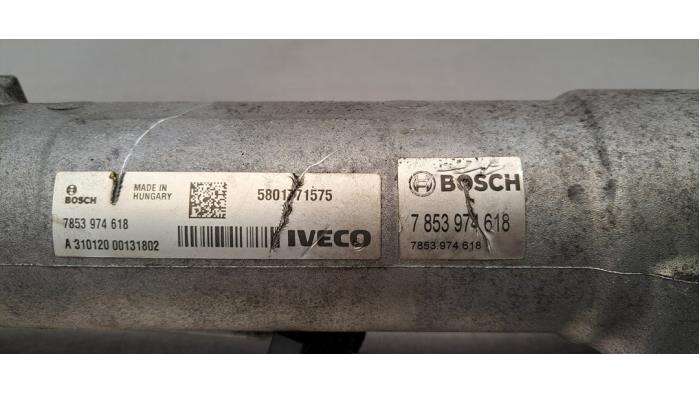 BOSCH
MADE IN
HUNGARY
5801771575
7853 974 618
A 310120 00131802
IVECO
BOSCH
7 853 974 618
7853 974 618